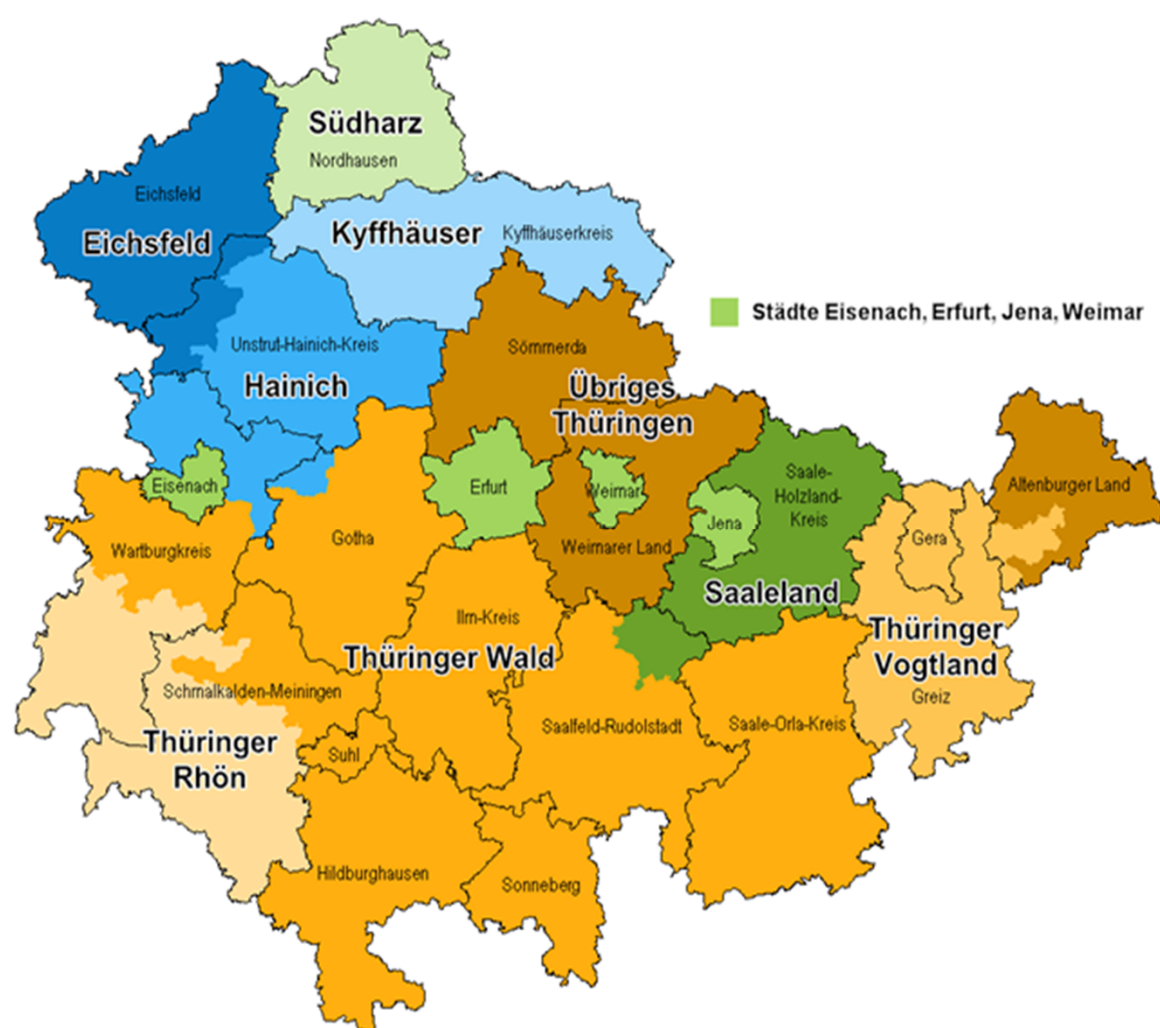 Südharz
Nordhausen
Eichsfeld
Eichsfeld
Kyffhäuser
Kyffhäuserkreis
Städte Eisenach, Erfurt, Jena, Weimar
Unstrut-Hainich-Kreis
Hainich
Sömmerda
Übriges
Thüringen
Eisenach
Erfurt
Weimar
Saale-
Holzland-
Kreis
Altenburger Land
Jena
Gera
Wartburgkreis
Gotha
Weimarer Land
Saaleland
Ilm-Kreis
Thüringer
Vogtland
Thüringer Wald
Schmalkalden-Meiningen
Greiz
Saalfeld-Rudolstadt
Saale-Orla-Kreis
Thüringer
Rhön
Suhl
Hildburghausen
Sonneberg